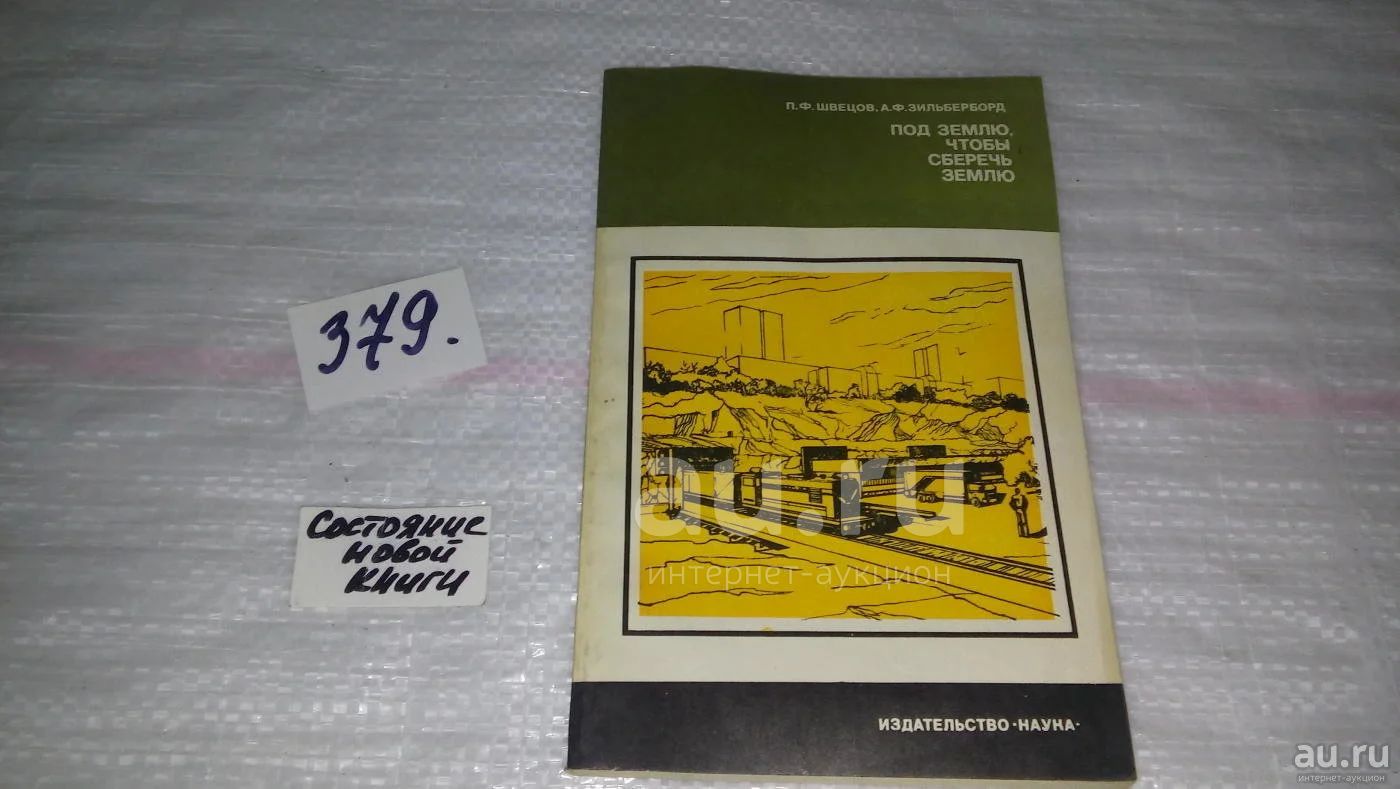 П.Ф.ШВЕЦОВ, А.Ф.ЗИЛЬБЕРБОРД
ПОД ЗЕМЛЮ,
ЧТОБЫ
СБЕРЕЧЬ
ЗЕМЛЮ
379.
Состояние
новой
книги
au.ru
интернет-аукцион
ИЗДАТЕЛЬСТВО·НАУКА·
au.ru
интернет-аукцион